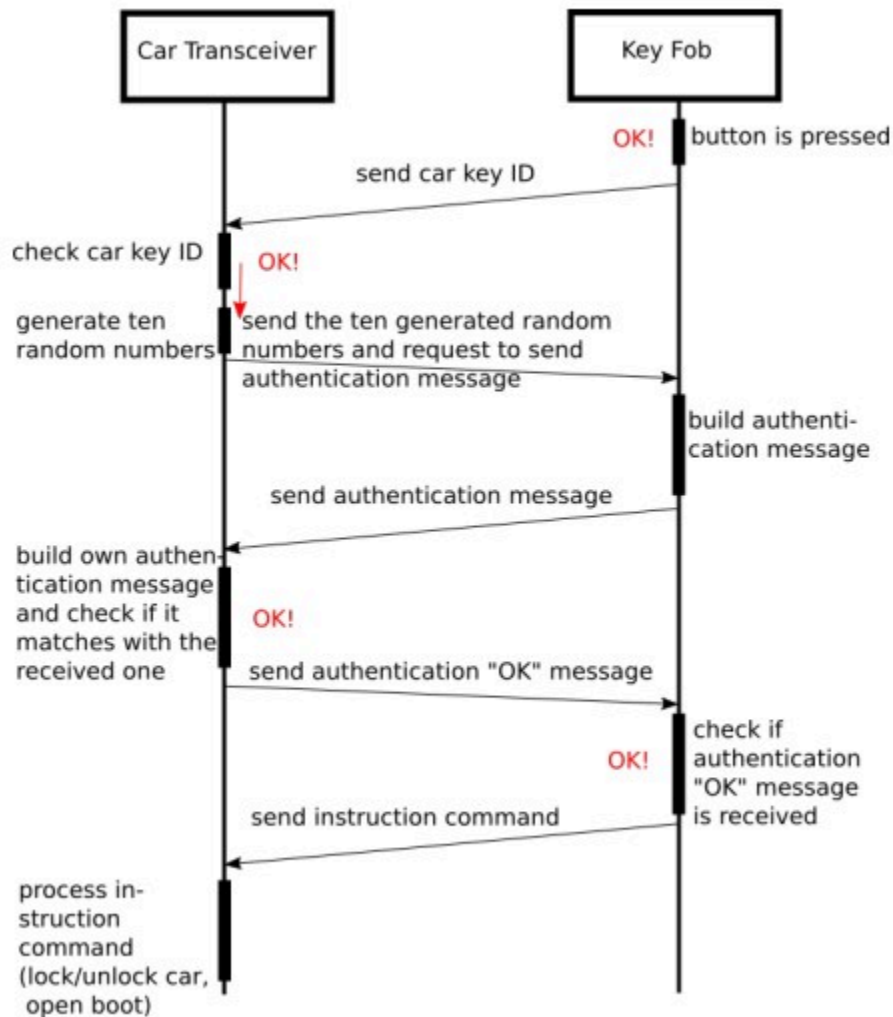 Car Transceiver
Key Fob
OK!
button is pressed
send car key ID
check car key ID
OK!
generate ten
random numbers
send the ten generated random
numbers and request to send
authentication message
build authenti-
cation message
send authentication message
build own authen-
tication message
and check if it
matches with the
received one
OK!
send authentication "OK" message
OK!
check if
authentication
"OK" message
is received
send instruction command
process in-
struction
command
(lock/unlock car,
open boot)